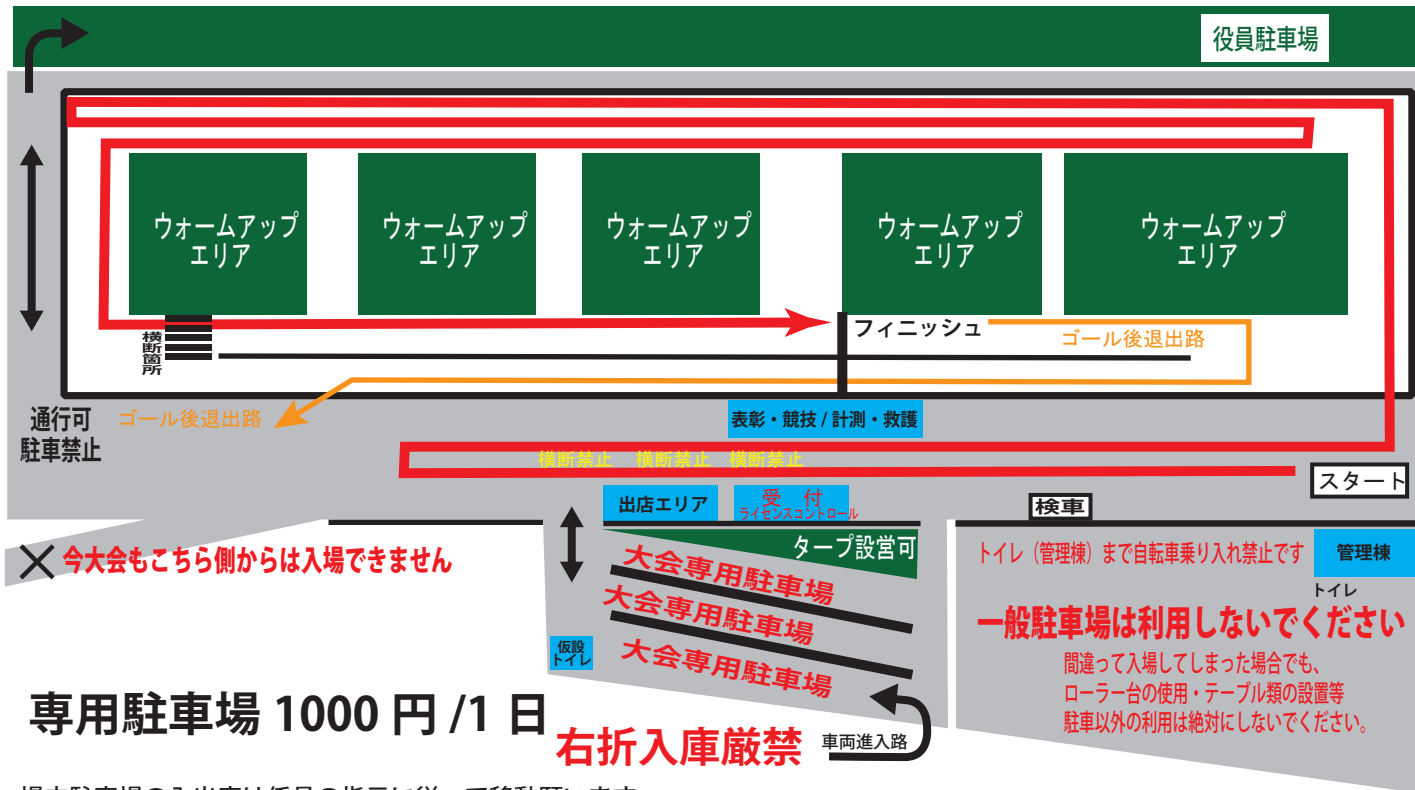 役員駐車場
ウォームアップ
エリア
ウォームアップ
エリア
ウォームアップ
エリア
ウォームアップ
エリア
ウォームアップ
エリア
横断箇所
フィニッシュ
ゴール後退出路
通行可
駐車禁止
ゴール後退出路
表彰・競技 / 計測・救護
横断禁止 横断禁止 横断禁止
スタート
出店エリア
受 付
ライセンスコントロール
検車
今大会もこちら側からは入場できません
タープ設営可
大会専用駐車場
大会専用駐車場
大会専用駐車場
仮設
トイレ
トイレ（管理棟）まで自転車乗り入れ禁止です
管理棟
トイレ
一般駐車場は利用しないでください
間違って入場してしまった場合でも、
ローラー台の使用・テーブル類の設置等
駐車以外の利用は絶対にしないでください。
専用駐車場 1000 円 /1 日
右折入庫厳禁
車両進入路